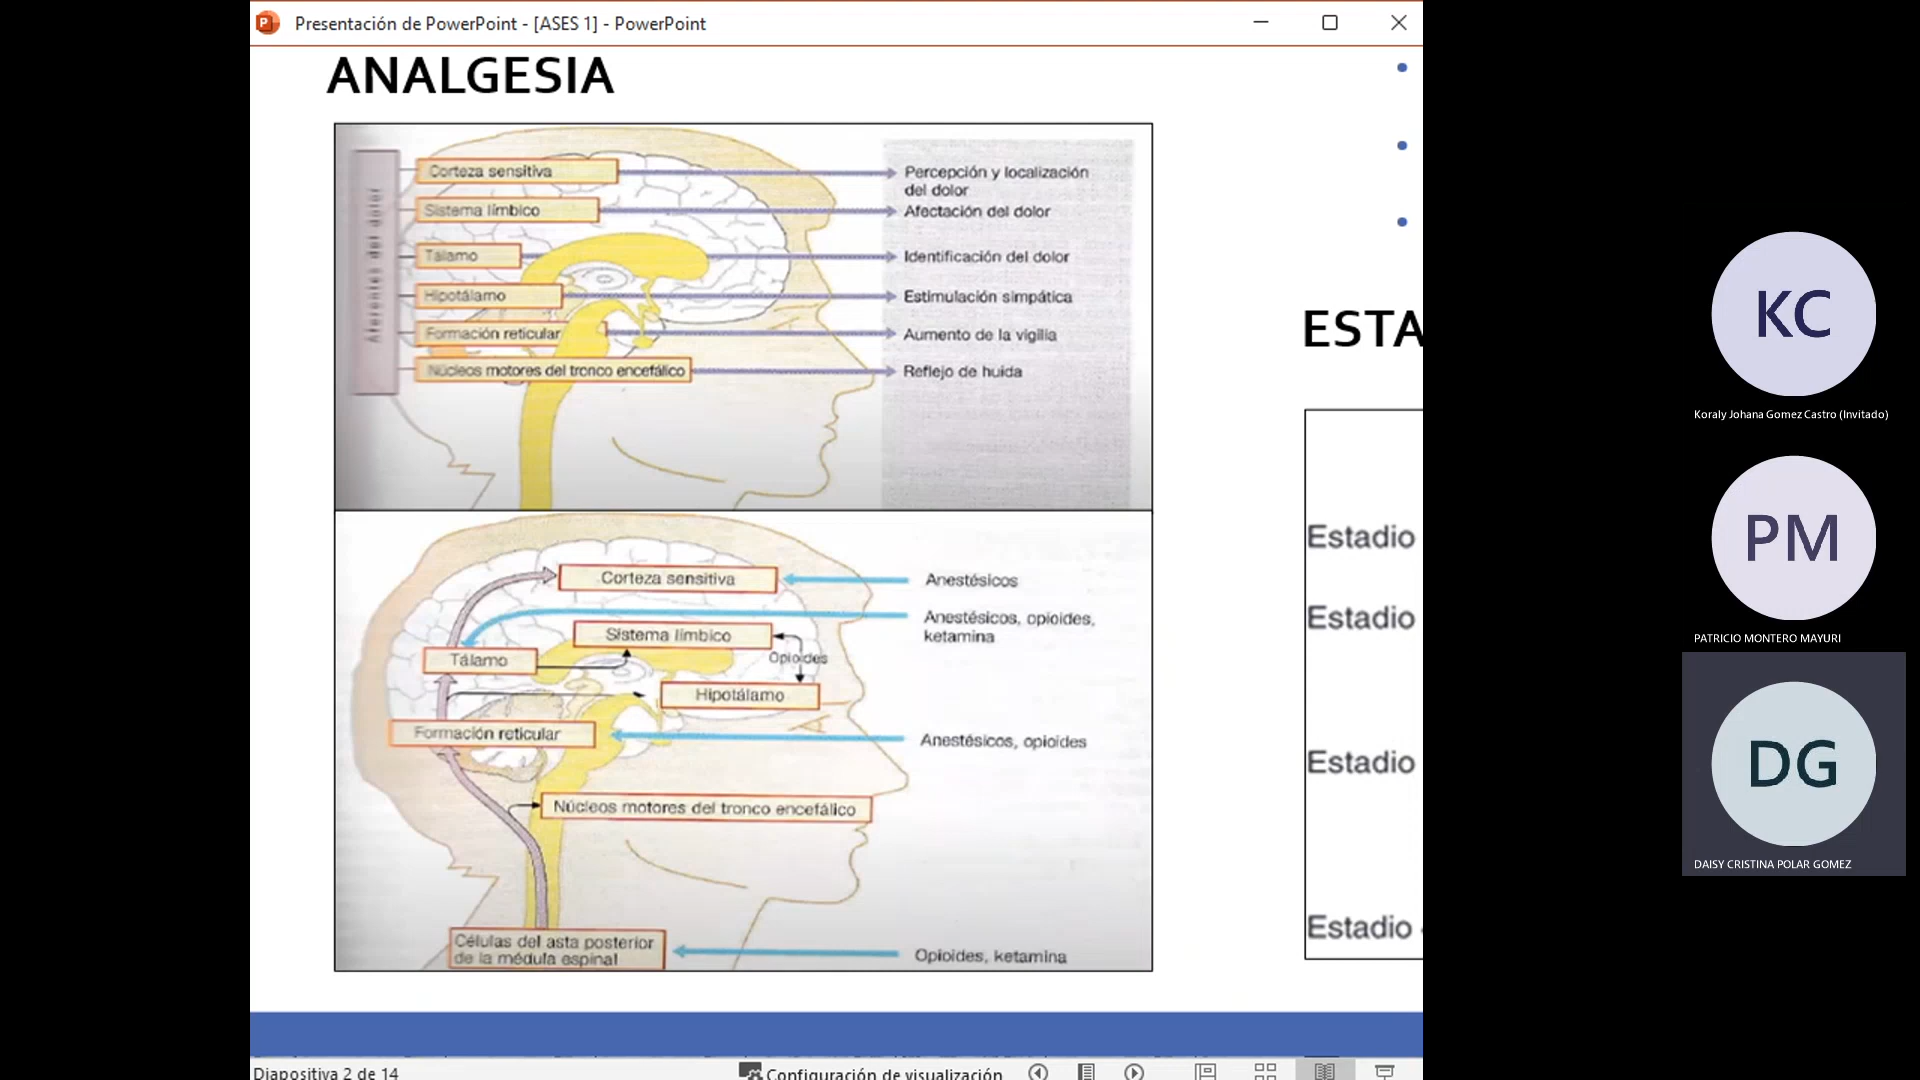 Presentación de PowerPoint - [ASES 1] - PowerPoint
ANALGESIA
Aferentes del dolor
Corteza sensitiva
Percepción y localización
del dolor
Sistema límbico
Afectación del dolor
Tálamo
Identificación del dolor
Hipotálamo
Estimulación simpática
Formación reticular
Aumento de la vigilia
Núcleos motores del tronco encefálico
Reflejo de huida
Corteza sensitiva
Anestésicos
Anestésicos, opioides,
ketamina
Sistema límbico
Opioides
Tálamo
Hipotálamo
Formación reticular
Anestésicos, opioides
Núcleos motores del tronco encefálico
Células del asta posterior
de la médula espinal
Opioides, ketamina
ESTA
Estadio
Estadio
Estadio
Estadio
KC
Koraly Johana Gomez Castro (Invitado)
PM
PATRICIO MONTERO MAYURI
DG
DAISY CRISTINA POLAR GOMEZ
Diapositiva 2 de 14
Configuración de visualización